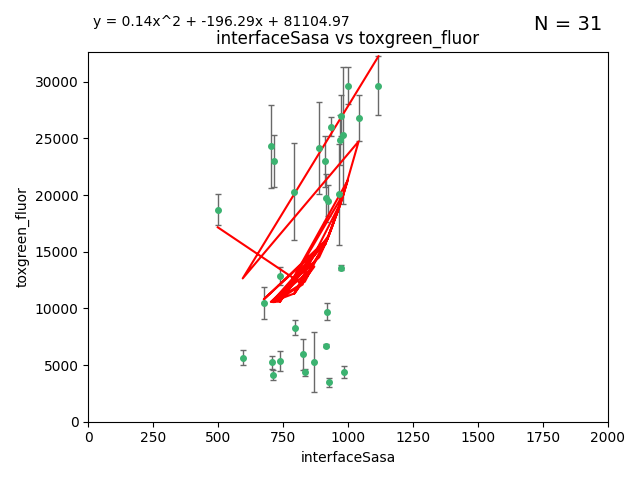 y = 0.14x^2 + -196.29x + 81104.97
N = 31
interfaceSasa vs toxgreen_fluor
30000
25000
20000
15000
10000
5000
0
toxgreen_fluor
0 250 500 750 1000 1250 1500 1750 2000
interfaceSasa